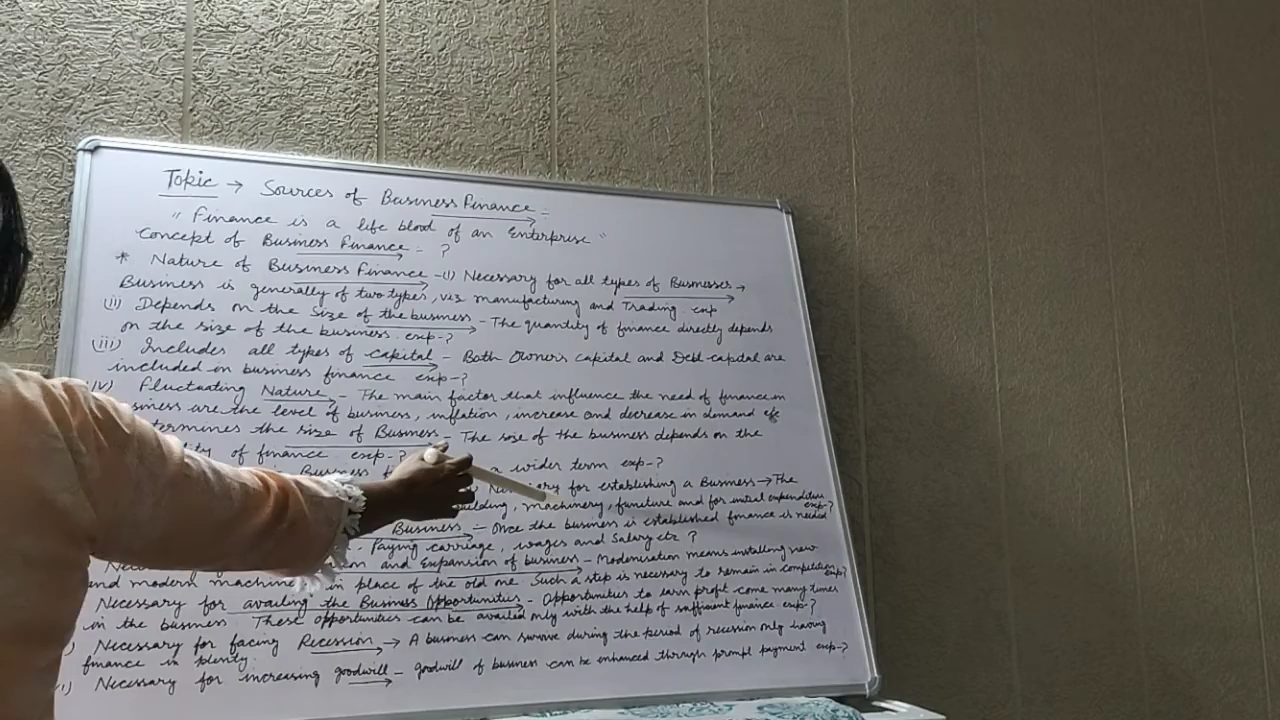 Topic → Sources of Business Finance :-
" Finance is a life blood of an Enterprise "
Concept of Business Finance :- ?
* Nature of Business Finance -(i) Necessary for all types of Businesses →
Business is generally of two types, viz manufacturing and Trading exp
(ii) Depends on the Size of the business - The quantity of finance directly depends
on the size of the business. exp-?
(iii) Includes all types of capital - Both Owner's capital and Debt capital are
included in business finance exp-?
iv) Fluctuating Nature - The main factor that influence the need of finance in
siness are the level of business, inflation, increase and decrease in demand etc
termines the size of Business - The size of the business depends on the
ty of finance exp-?
in Business a wider term exp-?
for establishing a Business → The
uilding, machinery, funiture and for initial expenditure exp-?
Business :- Once the business is established finance is needed
Paying carriage, wages and Salary etc ?
Nece on and Expansion of business - Modernisation means installing new
and modern machine in place of the old one Such a step is necessary to remain in competition exp?
Necessary for availing the Business Opportunities - Opportunities to earn profit come many times
in the business. These opportunities can be availed only with the help of sufficient finance exp-?
) Necessary for facing Recession → A business can survive during the period of recession only having
finance in plenty.
i) Necessary for increasing goodwill - goodwill of business can be enhanced through prompt payment exp-?